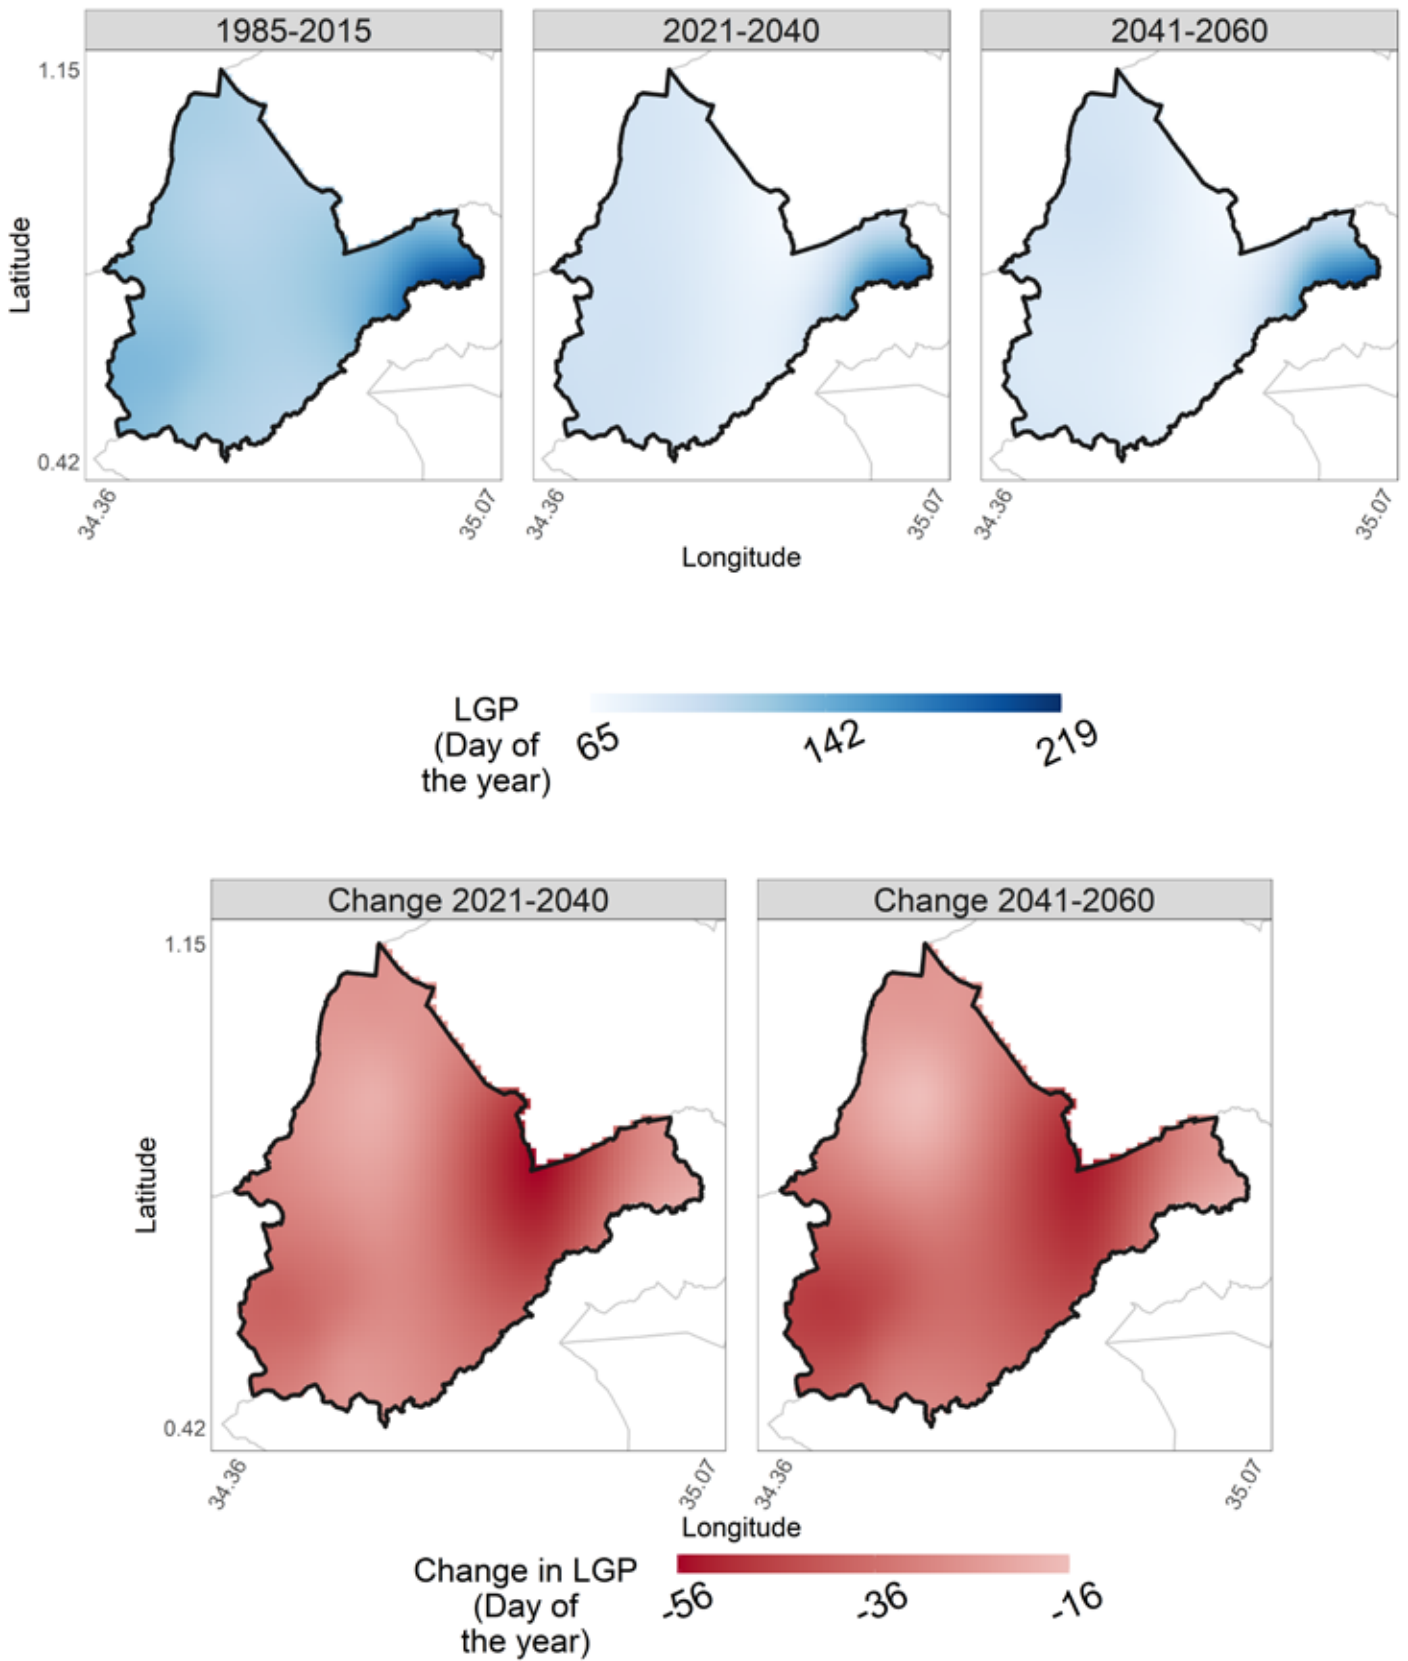 1985-2015
2021-2040
2041-2060
Latitude
1.15
0.42
34.36
35.07
34.36
35.07
34.36
35.07
Longitude
LGP
(Day of
the year)
65
142
219
Change 2021-2040
Change 2041-2060
Latitude
1.15
0.42
34.36
35.07
34.36
35.07
Longitude
Change in LGP
(Day of
the year)
-56
-36
-16